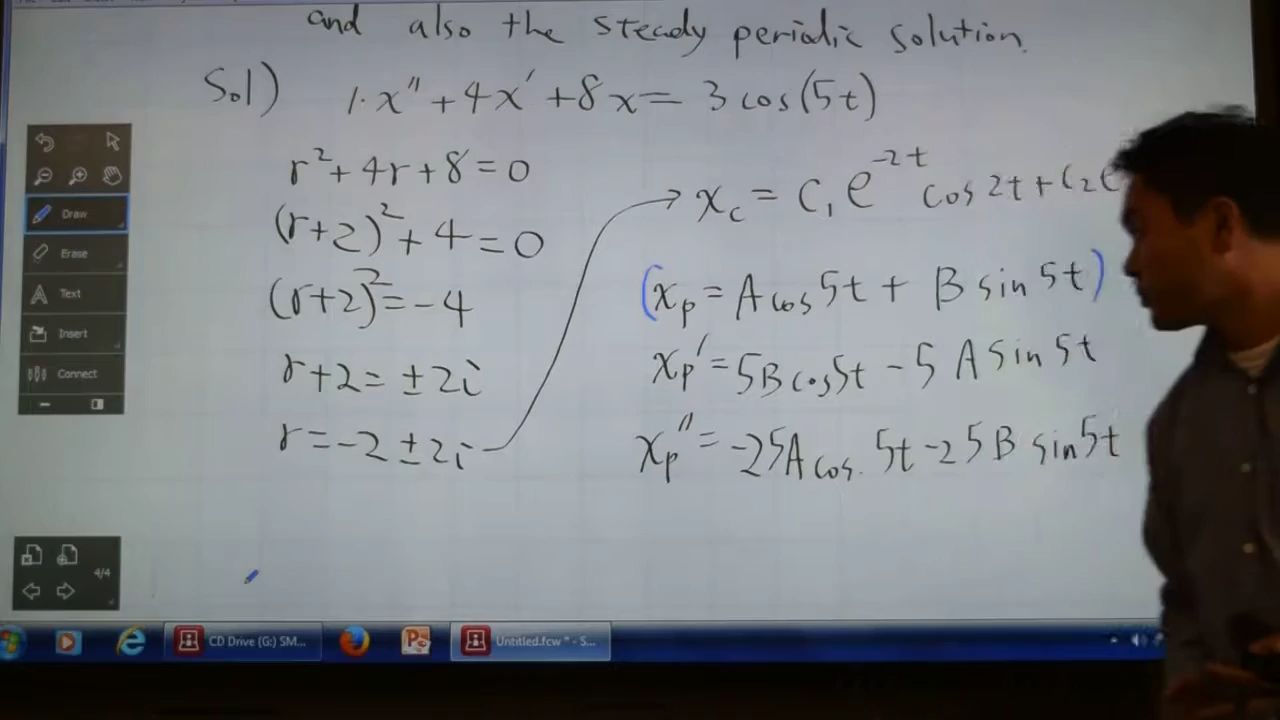 and also the steady periodic solution.
Sol) 1·x'' + 4x' + 8x = 3 cos(5t)
r² + 4r + 8 = 0
(r+2)² + 4 = 0
(r+2)² = -4
r+2 = ±2i
r = -2 ± 2i
→ x_c = C₁e^{-2t} cos 2t + C₂e
(x_p = A cos 5t + B sin 5t)
x_p' = 5B cos 5t - 5 A sin 5t
x_p'' = -25A cos. 5t - 25B sin 5t
Draw
Erase
Text
Insert
Connect
4/4
CD Drive (G:) SM...
Untitled.fcw * - S...